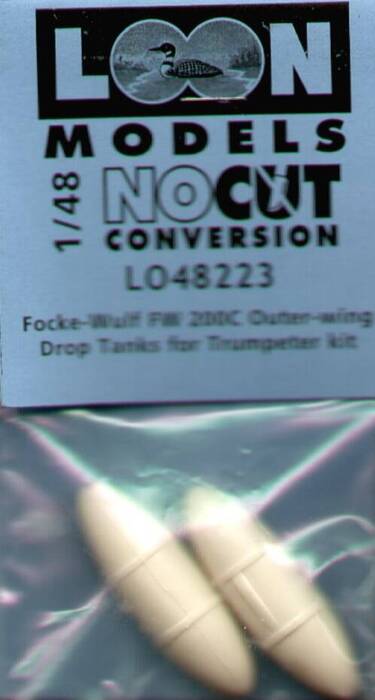 LOON
MODELS
1/48
NOCUT
CONVERSION
LO48223
Focke-Wulf FW 200C Outer-wing
Drop Tanks for Trumpeter kit